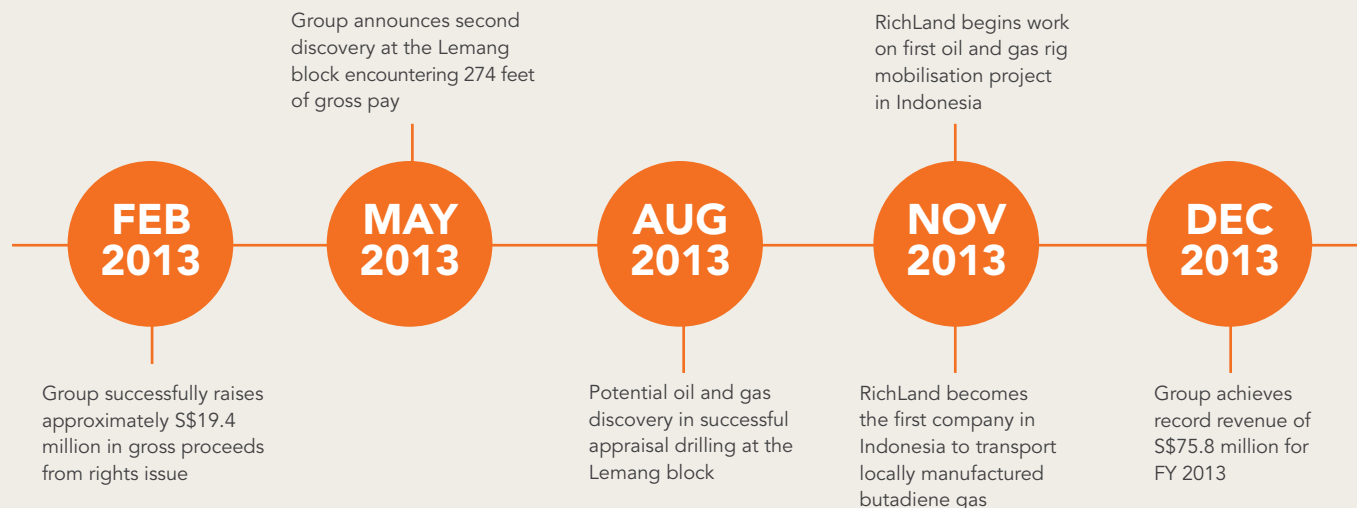 FEB
2013
Group successfully raises
approximately S$19.4
million in gross proceeds
from rights issue
Group announces second
discovery at the Lemang
block encountering 274 feet
of gross pay
MAY
2013
AUG
2013
Potential oil and gas
discovery in successful
appraisal drilling at the
Lemang block
RichLand begins work
on first oil and gas rig
mobilisation project
in Indonesia
NOV
2013
RichLand becomes
the first company in
Indonesia to transport
locally manufactured
butadiene gas
DEC
2013
Group achieves
record revenue of
S$75.8 million for
FY 2013